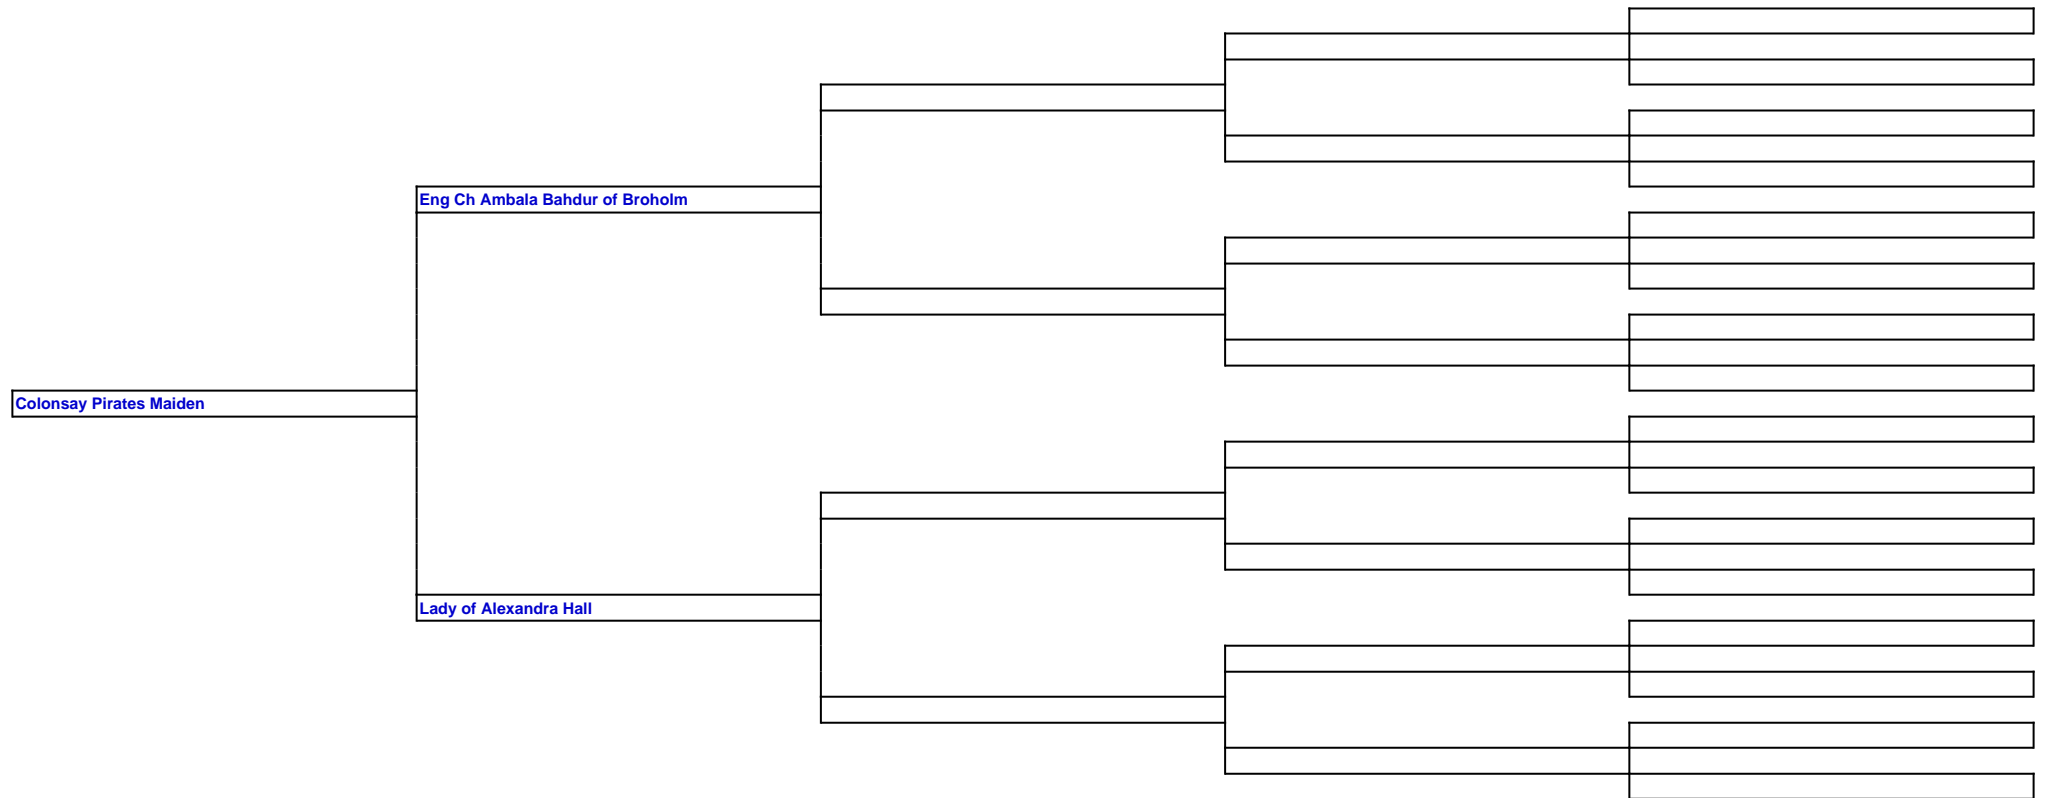 Eng Ch Ambala Bahdur of Broholm
Colonsay Pirates Maiden
Lady of Alexandra Hall